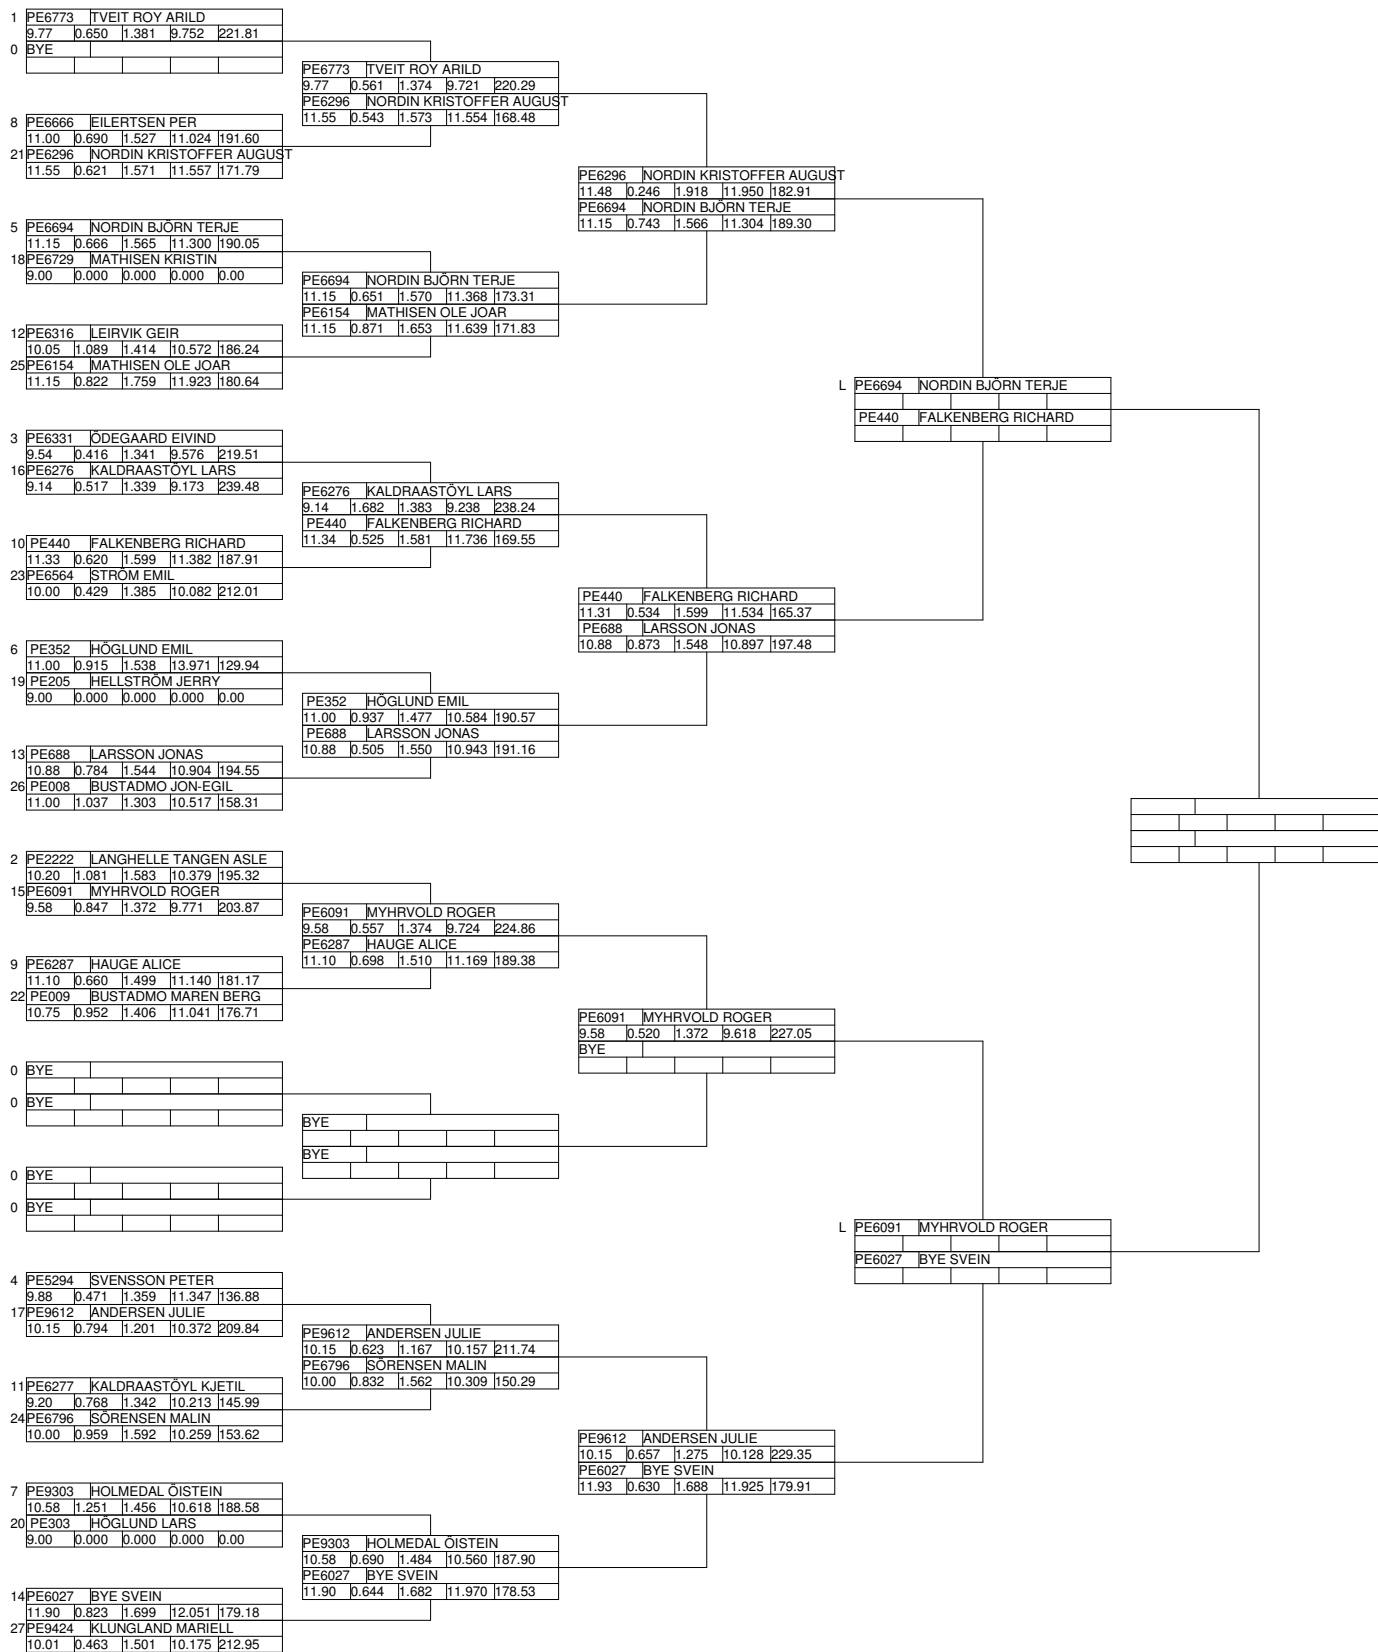 1 PE6773 TVEIT ROY ARILD
9.77 0.650 1.381 9.752 221.81
0 BYE
8 PE6666 EILERTSEN PER
11.00 0.690 1.527 11.024 191.60
21 PE6296 NORDIN KRISTOFFER AUGUST
11.55 0.621 1.571 11.557 171.79
5 PE6694 NORDIN BJÖRN TERJE
11.15 0.666 1.565 11.300 190.05
18 PE6729 MATHISEN KRISTIN
9.00 0.000 0.000 0.000 0.00
12 PE6316 LEIRVIK GEIR
10.05 1.089 1.414 10.572 186.24
25 PE6154 MATHISEN OLE JOAR
11.15 0.822 1.759 11.923 180.64
3 PE6331 ÖDEGAARD EIVIND
9.54 0.416 1.341 9.576 219.51
16 PE6276 KALDRAASTÖYL LARS
9.14 0.517 1.339 9.173 239.48
10 PE440 FALKENBERG RICHARD
11.33 0.620 1.599 11.382 187.91
23 PE6564 STRÖM EMIL
10.00 0.429 1.385 10.082 212.01
6 PE352 HÖGLUND EMIL
11.00 0.915 1.538 13.971 129.94
19 PE205 HELLSTRÖM JERRY
9.00 0.000 0.000 0.000 0.00
13 PE688 LARSSON JONAS
10.88 0.784 1.544 10.904 194.55
26 PE008 BUSTADMO JON-EGIL
11.00 1.037 1.303 10.517 158.31
2 PE2222 LANGHELLE TANGEN ASLE
10.20 1.081 1.583 10.379 195.32
15 PE6091 MYHRVOLD ROGER
9.58 0.847 1.372 9.771 203.87
9 PE6287 HAUGE ALICE
11.10 0.660 1.499 11.140 181.17
22 PE009 BUSTADMO MAREN BERG
10.75 0.952 1.406 11.041 176.71
0 BYE
0 BYE
0 BYE
0 BYE
4 PE5294 SVENSSON PETER
9.88 0.471 1.359 11.347 136.88
17 PE9612 ANDERSEN JULIE
10.15 0.794 1.201 10.372 209.84
11 PE6277 KALDRAASTÖYL KJETIL
9.20 0.768 1.342 10.213 145.99
24 PE6796 SÖRENSEN MALIN
10.00 0.959 1.592 10.259 153.62
7 PE9303 HOLMEDAL ÖISTEIN
10.58 1.251 1.456 10.618 188.58
20 PE303 HÖGLUND LARS
9.00 0.000 0.000 0.000 0.00
14 PE6027 BYE SVEIN
11.90 0.823 1.699 12.051 179.18
27 PE9424 KLUNGLAND MARIELL
10.01 0.463 1.501 10.175 212.95
PE6773 TVEIT ROY ARILD
9.77 0.561 1.374 9.721 220.29
PE6296 NORDIN KRISTOFFER AUGUST
11.55 0.543 1.573 11.554 168.48
PE6694 NORDIN BJÖRN TERJE
11.15 0.651 1.570 11.368 173.31
PE6154 MATHISEN OLE JOAR
11.15 0.871 1.653 11.639 171.83
PE6276 KALDRAASTÖYL LARS
9.14 1.682 1.383 9.238 238.24
PE440 FALKENBERG RICHARD
11.34 0.525 1.581 11.736 169.55
PE352 HÖGLUND EMIL
11.00 0.937 1.477 10.584 190.57
PE688 LARSSON JONAS
10.88 0.505 1.550 10.943 191.16
PE6091 MYHRVOLD ROGER
9.58 0.557 1.374 9.724 224.86
PE6287 HAUGE ALICE
11.10 0.698 1.510 11.169 189.38
BYE
BYE
PE9612 ANDERSEN JULIE
10.15 0.623 1.167 10.157 211.74
PE6796 SÖRENSEN MALIN
10.00 0.832 1.562 10.309 150.29
PE9303 HOLMEDAL ÖISTEIN
10.58 0.690 1.484 10.560 187.90
PE6027 BYE SVEIN
11.90 0.644 1.682 11.970 178.53
PE6296 NORDIN KRISTOFFER AUGUST
11.48 0.246 1.918 11.950 182.91
PE6694 NORDIN BJÖRN TERJE
11.15 0.743 1.566 11.304 189.30
PE440 FALKENBERG RICHARD
11.31 0.534 1.599 11.534 165.37
PE688 LARSSON JONAS
10.88 0.873 1.548 10.897 197.48
PE6091 MYHRVOLD ROGER
9.58 0.520 1.372 9.618 227.05
BYE
PE9612 ANDERSEN JULIE
10.15 0.657 1.275 10.128 229.35
PE6027 BYE SVEIN
11.93 0.630 1.688 11.925 179.91
L PE6694 NORDIN BJÖRN TERJE
PE440 FALKENBERG RICHARD
L PE6091 MYHRVOLD ROGER
PE6027 BYE SVEIN